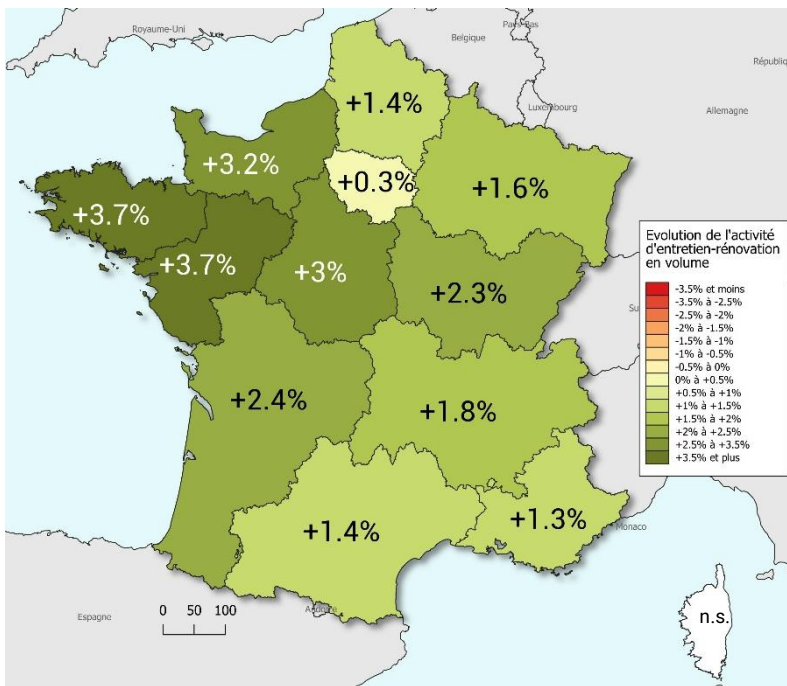 Royaume-Uni
Belgique
Pays-Bas
Luxembourg
Allemagne
+1.4%
+3.2%
+0.3%
+1.6%
+3.7%
+3.7%
+3%
+2.3%
+2.4%
+1.8%
+1.4%
+1.3%
Monaco
Espagne
Andorre
n.s.
0 50 100
Evolution de l'activité
d'entretien-rénovation
en volume
-3.5% et moins
-3.5% à -2.5%
-2.5% à -2%
-2% à -1.5%
-1.5% à -1%
-1% à -0.5%
-0.5% à 0%
0% à +0.5%
+0.5% à +1%
+1% à +1.5%
+1.5% à +2%
+2% à +2.5%
+2.5% à +3.5%
+3.5% et plus